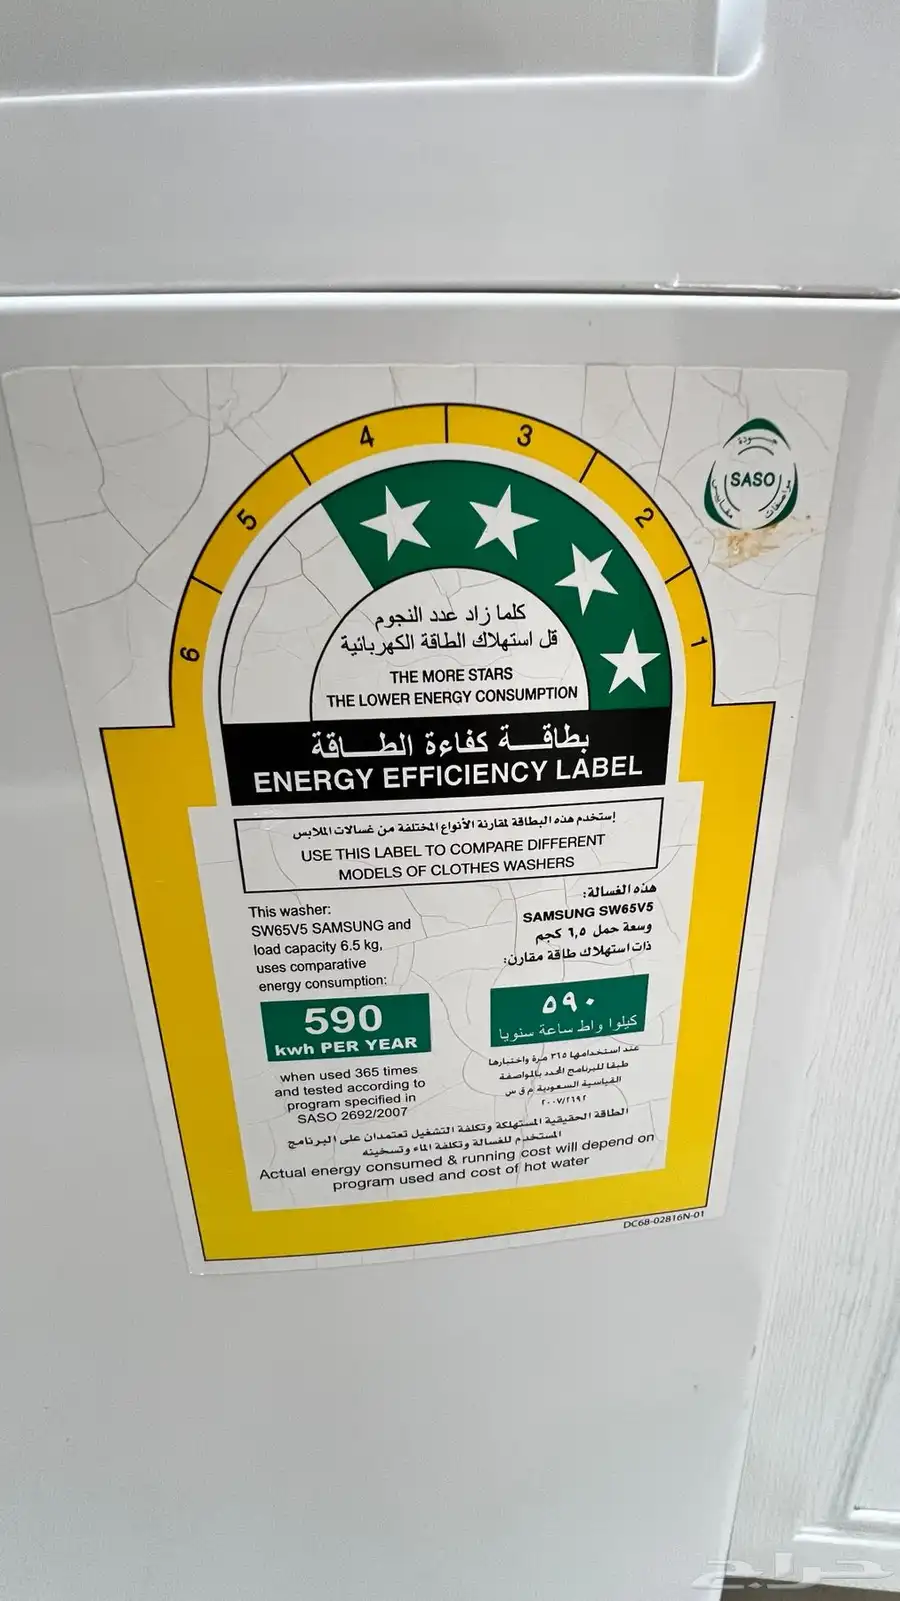 4
3
5
2
6
1
جودة
SASO
مقاييس
مواصفات
كلما زاد عدد النجوم
قل استهلاك الطاقة الكهربائية
THE MORE STARS
THE LOWER ENERGY CONSUMPTION
بطاقة كفاءة الطاقة
ENERGY EFFICIENCY LABEL
إستخدم هذه البطاقة لمقارنة الأنواع المختلفة من غسالات الملابس
USE THIS LABEL TO COMPARE DIFFERENT
MODELS OF CLOTHES WASHERS
هذه الغسالة:
SAMSUNG SW65V5
وسعة حمل ٦,٥ كجم
ذات استهلاك طاقة مقارن:
This washer:
SW65V5 SAMSUNG and
load capacity 6.5 kg,
uses comparative
energy consumption:
٥٩٠
كيلوا واط ساعة سنويا
590
kwh PER YEAR
عند استخدامها ٣٦٥ مرة واختبارها
طبقا للبرنامج المحدد بالمواصفة
القياسية السعودية م ق س
٢٠٠٧/٢٦٩٢
when used 365 times
and tested according to
program specified in
SASO 2692/2007
الطاقة الحقيقية المستهلكة وتكلفة التشغيل تعتمدان على البرنامج
المستخدم للغسالة وتكلفة الماء وتسخينه
Actual energy consumed & running cost will depend on
program used and cost of hot water
DC68-02816N-01
حراج